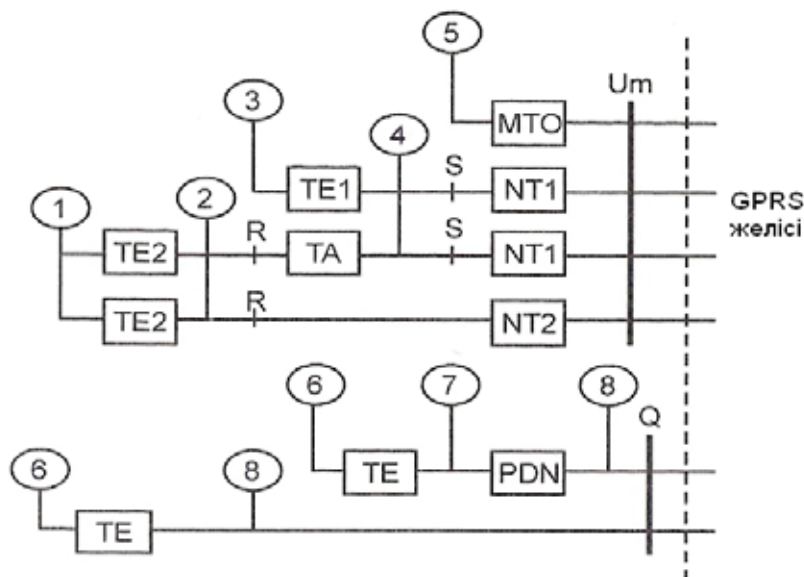 5
Um
3
4
MTO
S
1
2
TE1
NT1
GPRS
желісі
R
S
TE2
TA
NT1
R
TE2
NT2
6
7
8
Q
6
8
TE
PDN
TE